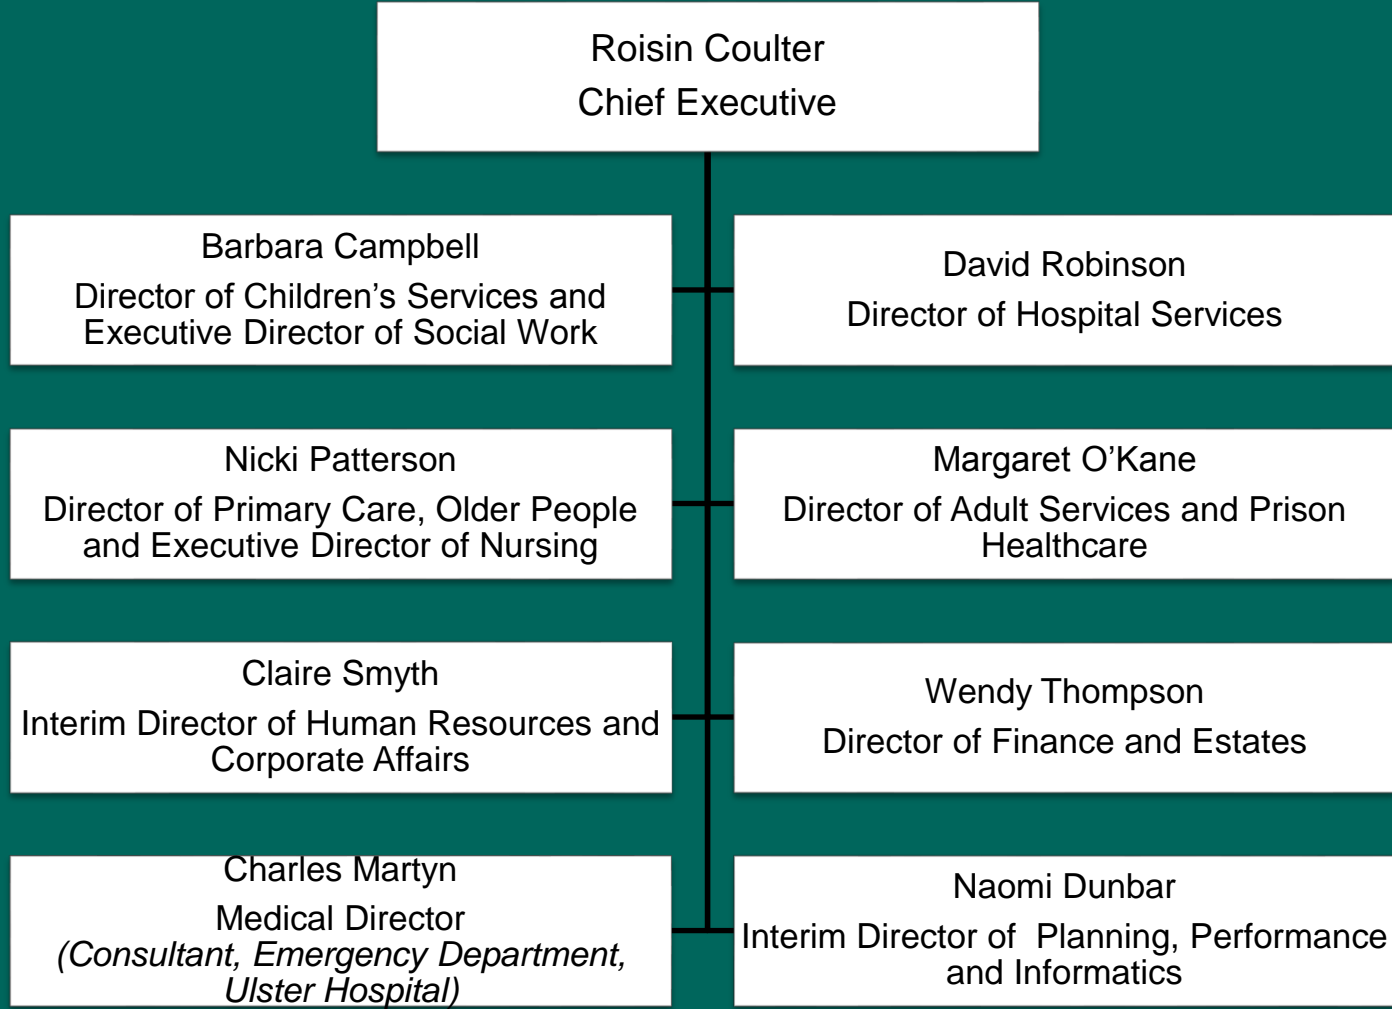 Roisin Coulter
Chief Executive
Barbara Campbell
Director of Children’s Services and
Executive Director of Social Work
David Robinson
Director of Hospital Services
Nicki Patterson
Director of Primary Care, Older People
and Executive Director of Nursing
Margaret O’Kane
Director of Adult Services and Prison
Healthcare
Claire Smyth
Interim Director of Human Resources and
Corporate Affairs
Wendy Thompson
Director of Finance and Estates
Charles Martyn
Medical Director
(Consultant, Emergency Department,
Ulster Hospital)
Naomi Dunbar
Interim Director of  Planning, Performance
and Informatics